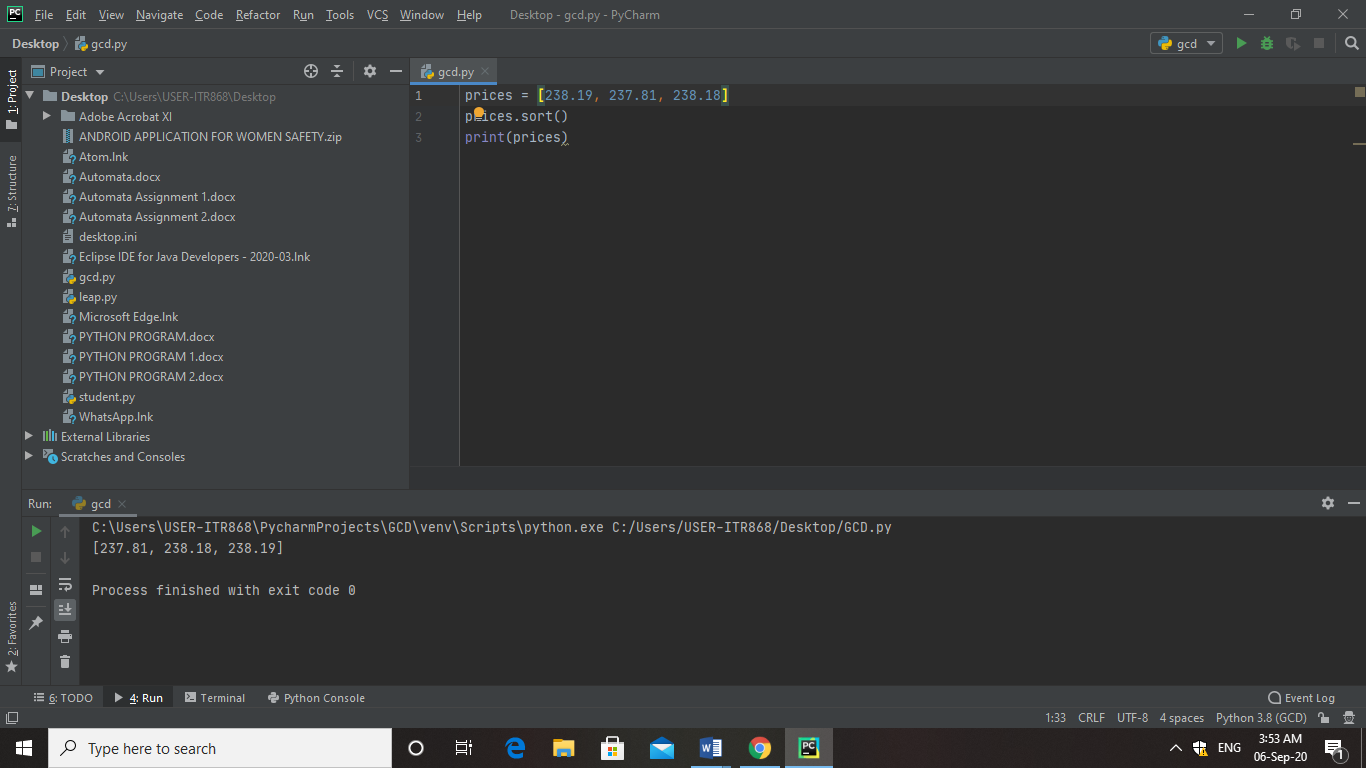 PC File Edit View Navigate Code Refactor Run Tools VCS Window Help Desktop - gcd.py - PyCharm
Desktop gcd.py gcd
1: Project
Project
gcd.py
Desktop C:\Users\USER-ITR868\Desktop
Adobe Acrobat XI
ANDROID APPLICATION FOR WOMEN SAFETY.zip
Atom.lnk
Automata.docx
Automata Assignment 1.docx
Automata Assignment 2.docx
desktop.ini
Eclipse IDE for Java Developers - 2020-03.lnk
gcd.py
leap.py
Microsoft Edge.lnk
PYTHON PROGRAM.docx
PYTHON PROGRAM 1.docx
PYTHON PROGRAM 2.docx
student.py
WhatsApp.lnk
External Libraries
Scratches and Consoles
7: Structure
1 prices = [238.19, 237.81, 238.18]
2 prices.sort()
3 print(prices)
Run: gcd
C:\Users\USER-ITR868\PycharmProjects\GCD\venv\Scripts\python.exe C:/Users/USER-ITR868/Desktop/GCD.py
[237.81, 238.18, 238.19]
Process finished with exit code 0
2: Favorites
6: TODO 4: Run Terminal Python Console Event Log
1:33 CRLF UTF-8 4 spaces Python 3.8 (GCD)
Type here to search
W
PC
ENG
3:53 AM
06-Sep-20
1